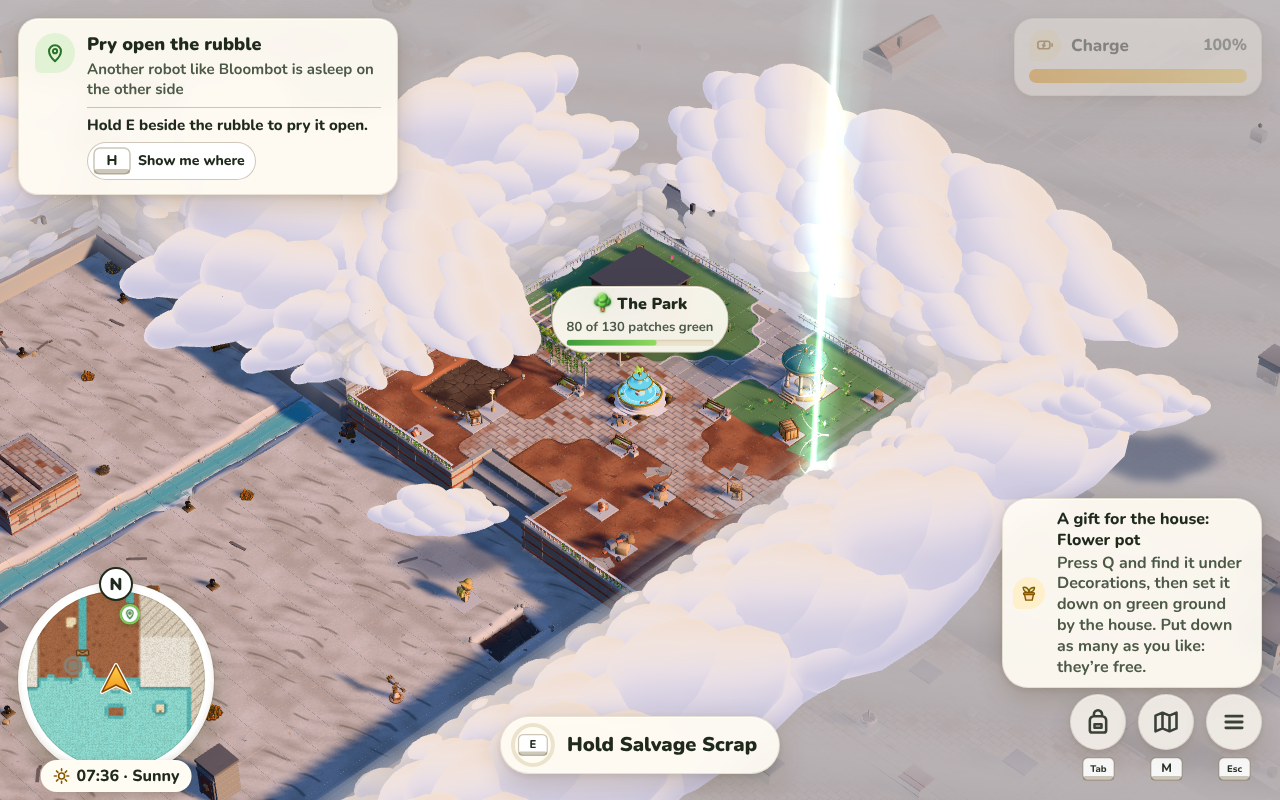 Pry open the rubble
Another robot like Bloombot is asleep on
the other side
Hold E beside the rubble to pry it open.
H Show me where
Charge 100%
The Park
80 of 130 patches green
A gift for the house:
Flower pot
Press Q and find it under
Decorations, then set it
down on green ground
by the house. Put down
as many as you like:
they’re free.
N
07:36 · Sunny
E Hold Salvage Scrap
Tab M Esc